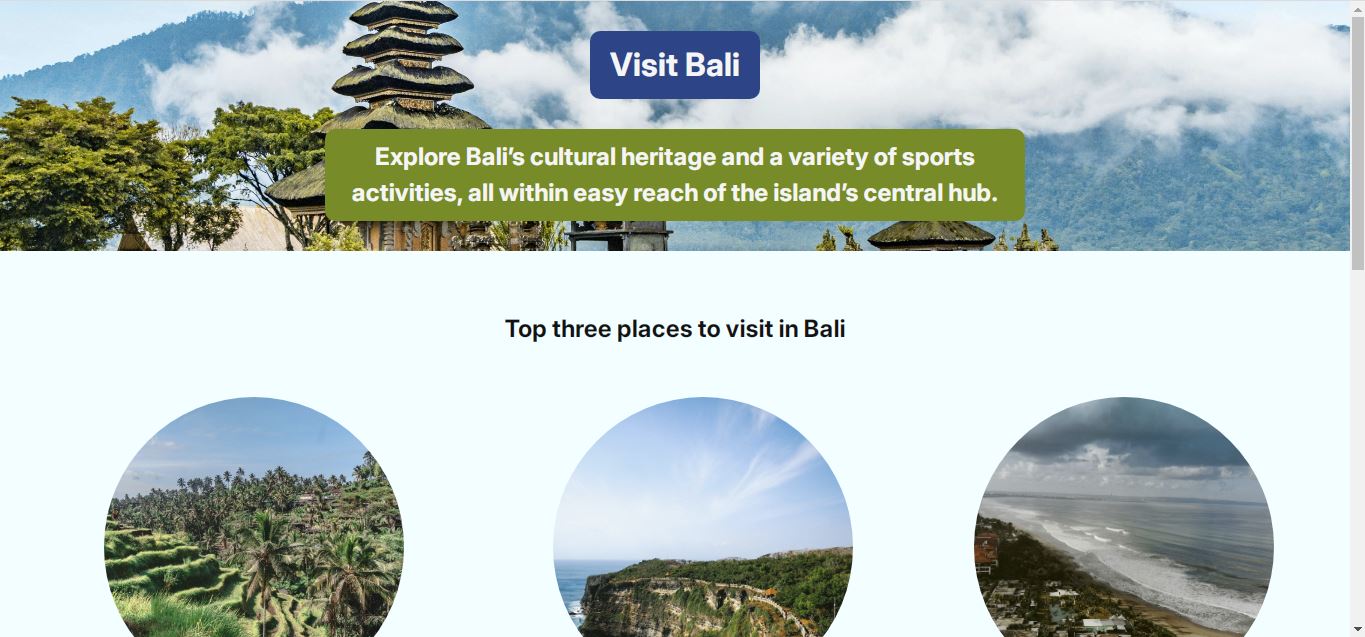 Visit Bali
Explore Bali’s cultural heritage and a variety of sports
activities, all within easy reach of the island’s central hub.
Top three places to visit in Bali